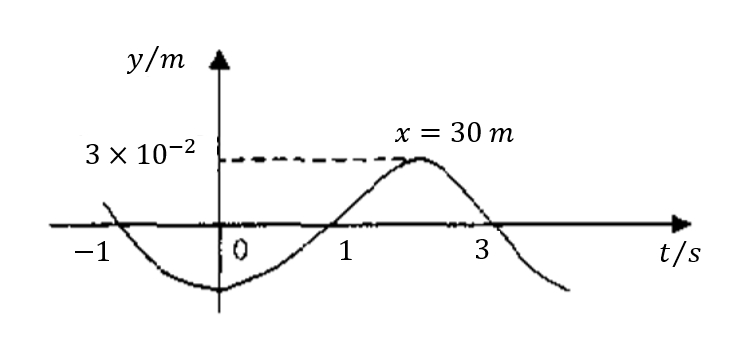 y/m
x = 30 m
3 × 10⁻²
−1
0
1
3
t/s